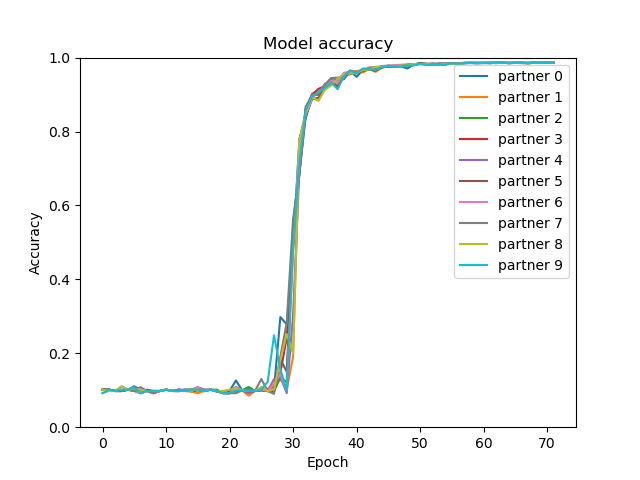 Model accuracy
Accuracy
1.0
0.8
0.6
0.4
0.2
0.0
0 10 20 30 40 50 60 70
Epoch
partner 0
partner 1
partner 2
partner 3
partner 4
partner 5
partner 6
partner 7
partner 8
partner 9